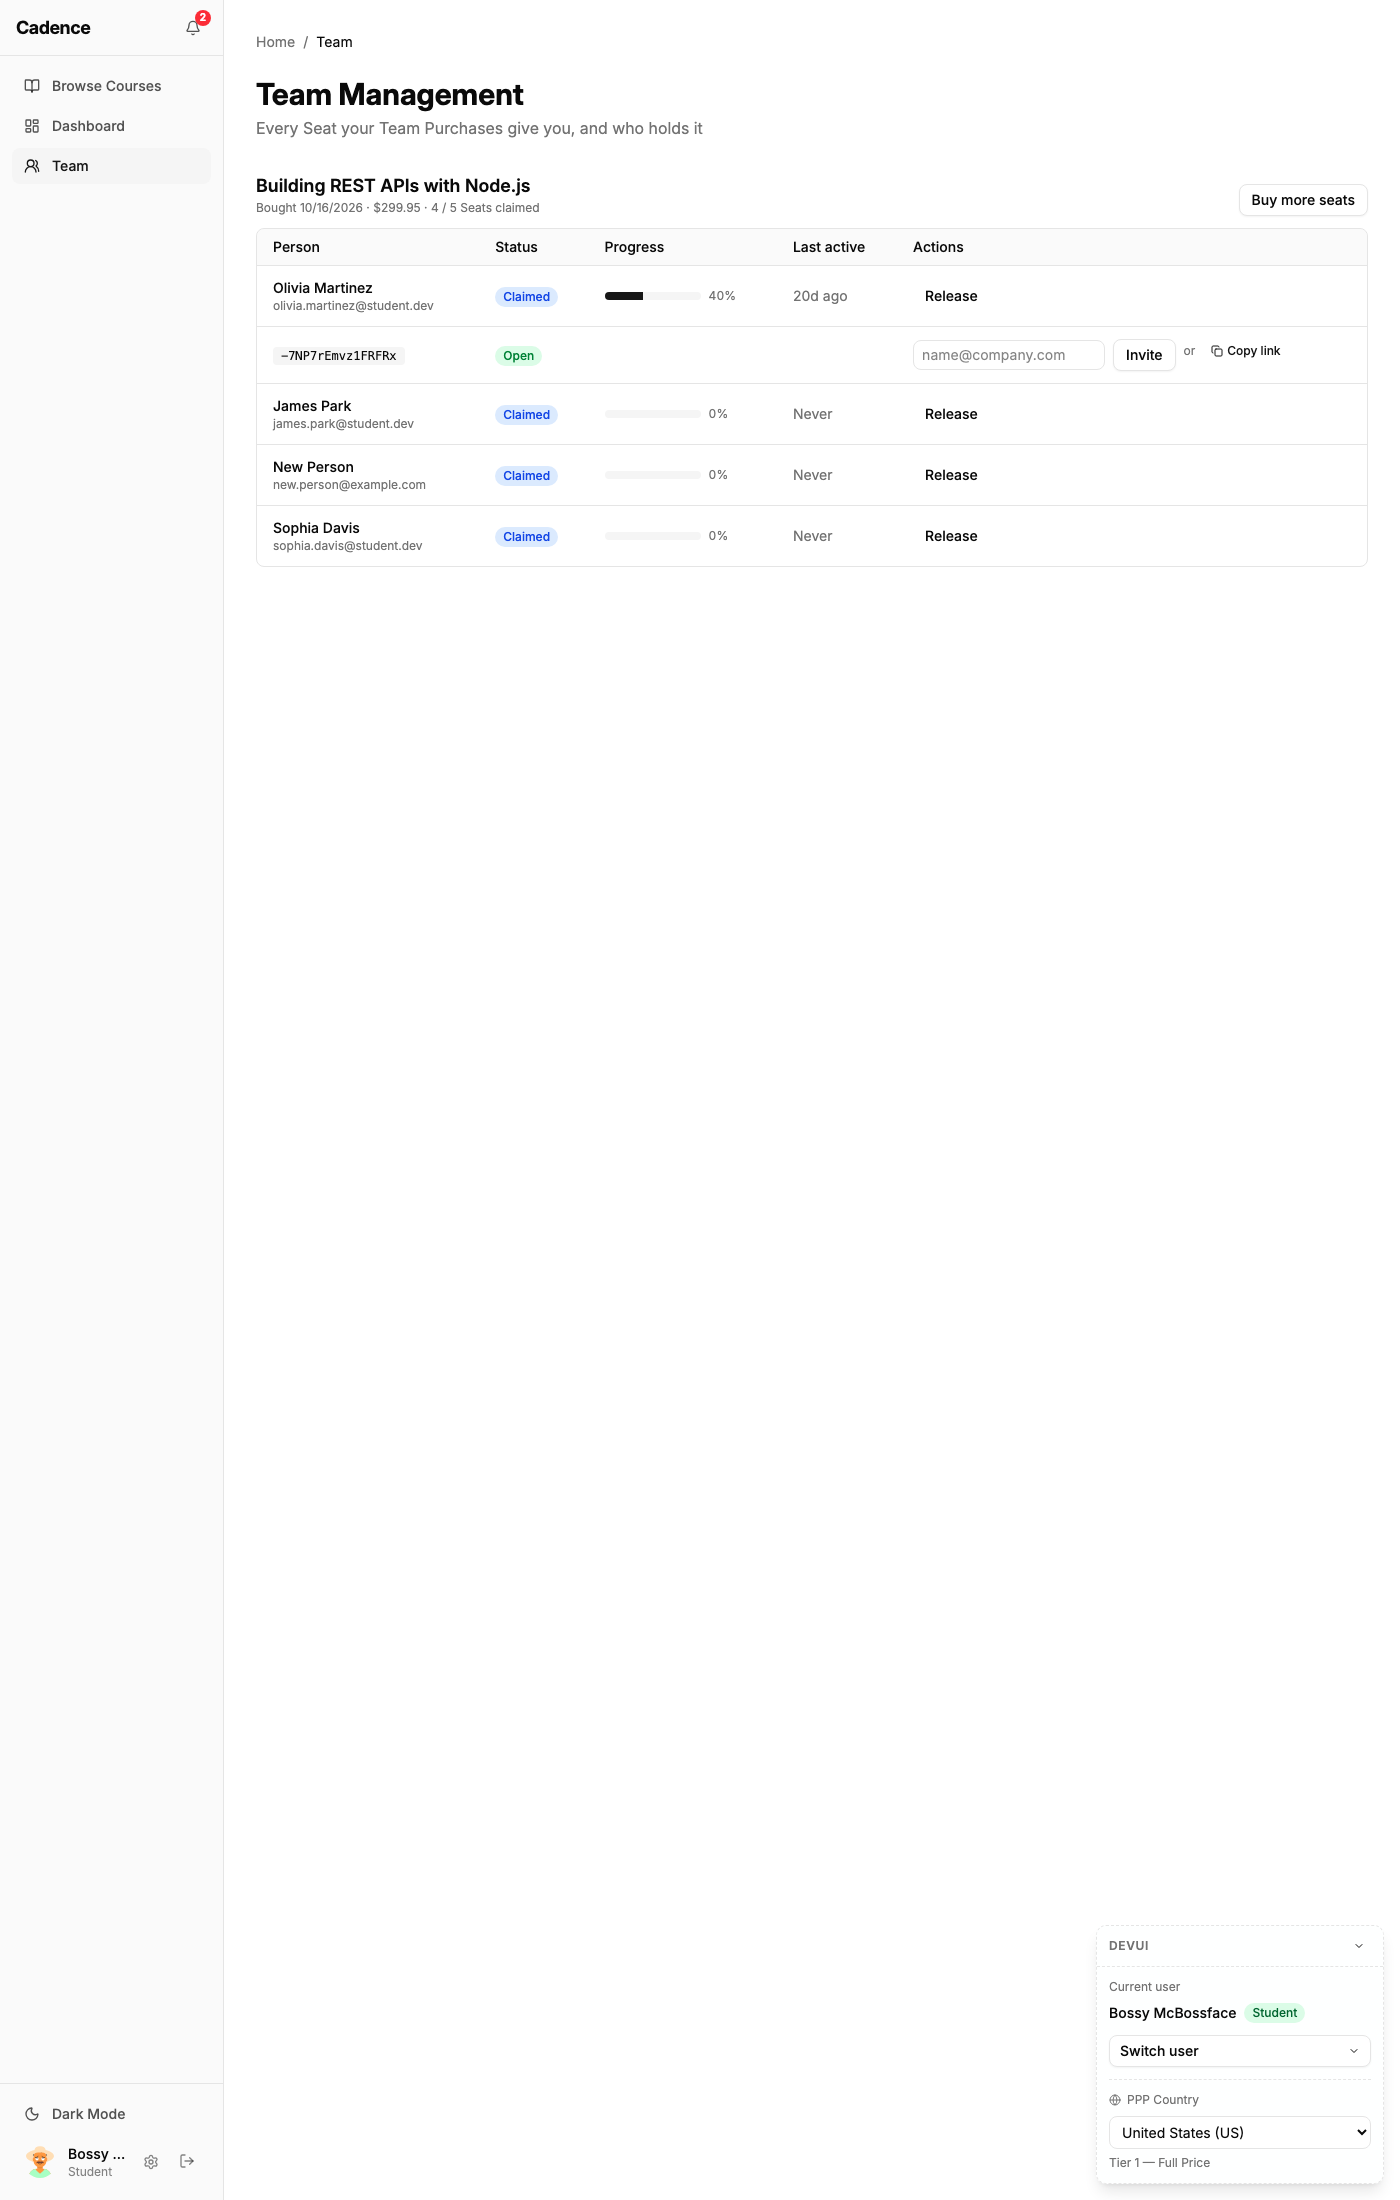 Cadence
2
Browse Courses
Dashboard
Team
Home / Team
Team Management
Every Seat your Team Purchases give you, and who holds it
Building REST APIs with Node.js
Bought 10/16/2026 · $299.95 · 4 / 5 Seats claimed
Buy more seats
Person Status Progress Last active Actions
Olivia Martinez
olivia.martinez@student.dev
Claimed 40% 20d ago Release
–7NP7rEmvz1FRFRx Open name@company.com Invite or Copy link
James Park
james.park@student.dev
Claimed 0% Never Release
New Person
new.person@example.com
Claimed 0% Never Release
Sophia Davis
sophia.davis@student.dev
Claimed 0% Never Release
DEVUI
Current user
Bossy McBossface Student
Switch user
PPP Country
United States (US)
Tier 1 — Full Price
Dark Mode
Bossy ...
Student